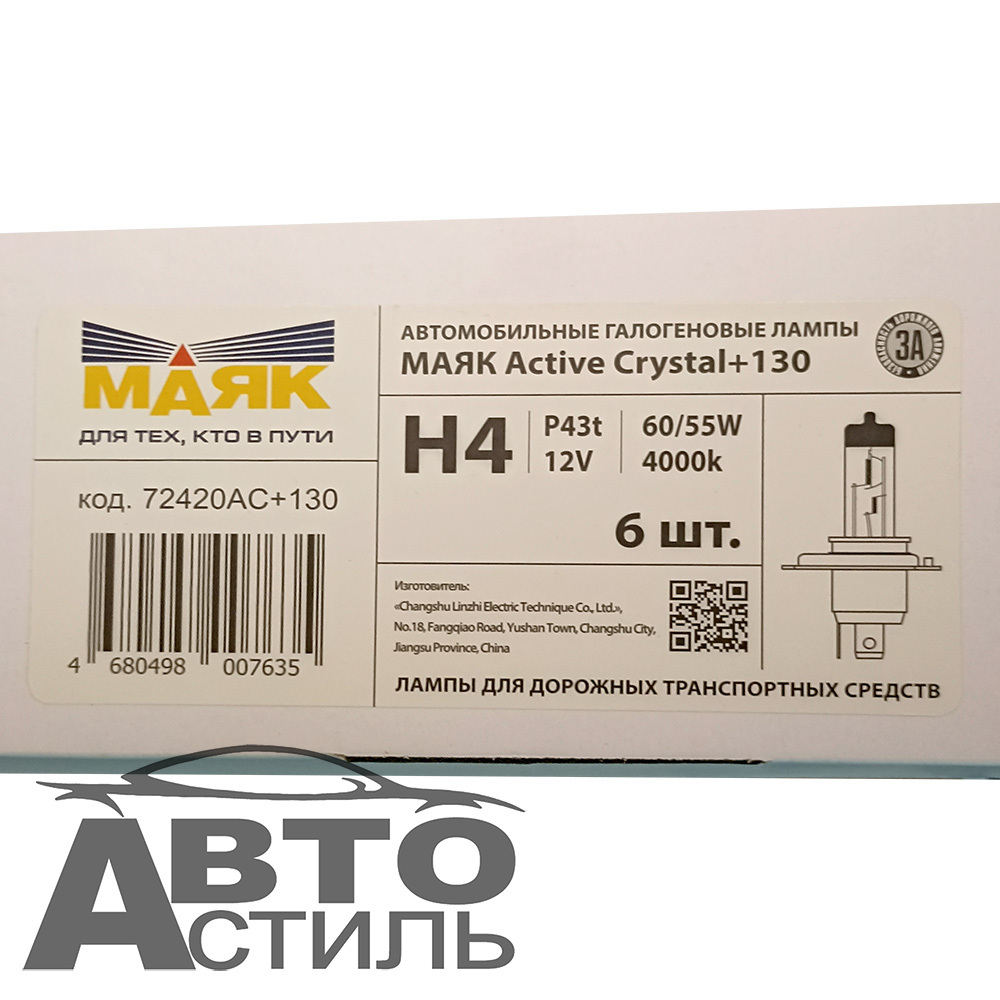 МАЯК
ДЛЯ ТЕХ, КТО В ПУТИ
код. 72420AC+130
4 680498 007635
АВТОМОБИЛЬНЫЕ ГАЛОГЕНОВЫЕ ЛАМПЫ
МАЯК Active Crystal+130
ЗА
H4
P43t
12V
60/55W
4000k
6 шт.
Изготовитель:
«Changshu Linzhi Electric Technique Co., Ltd.»,
No.18, Fangqiao Road, Yushan Town, Changshu City,
Jiangsu Province, China
ЛАМПЫ ДЛЯ ДОРОЖНЫХ ТРАНСПОРТНЫХ СРЕДСТВ
АВТО
СТИЛЬ